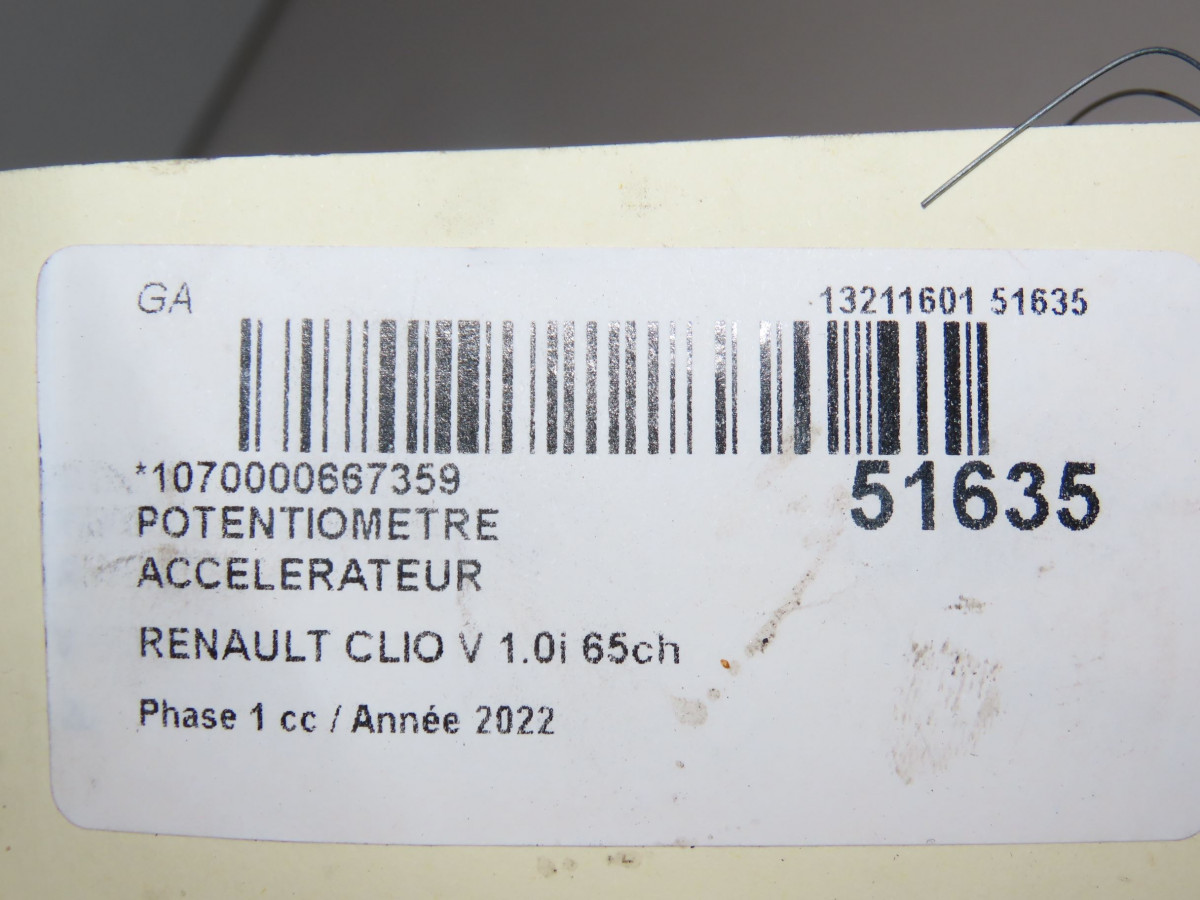 GA
13211601 51635
*1070000667359
51635
POTENTIOMETRE
ACCELERATEUR
RENAULT CLIO V 1.0i 65ch
Phase 1 cc / Année 2022